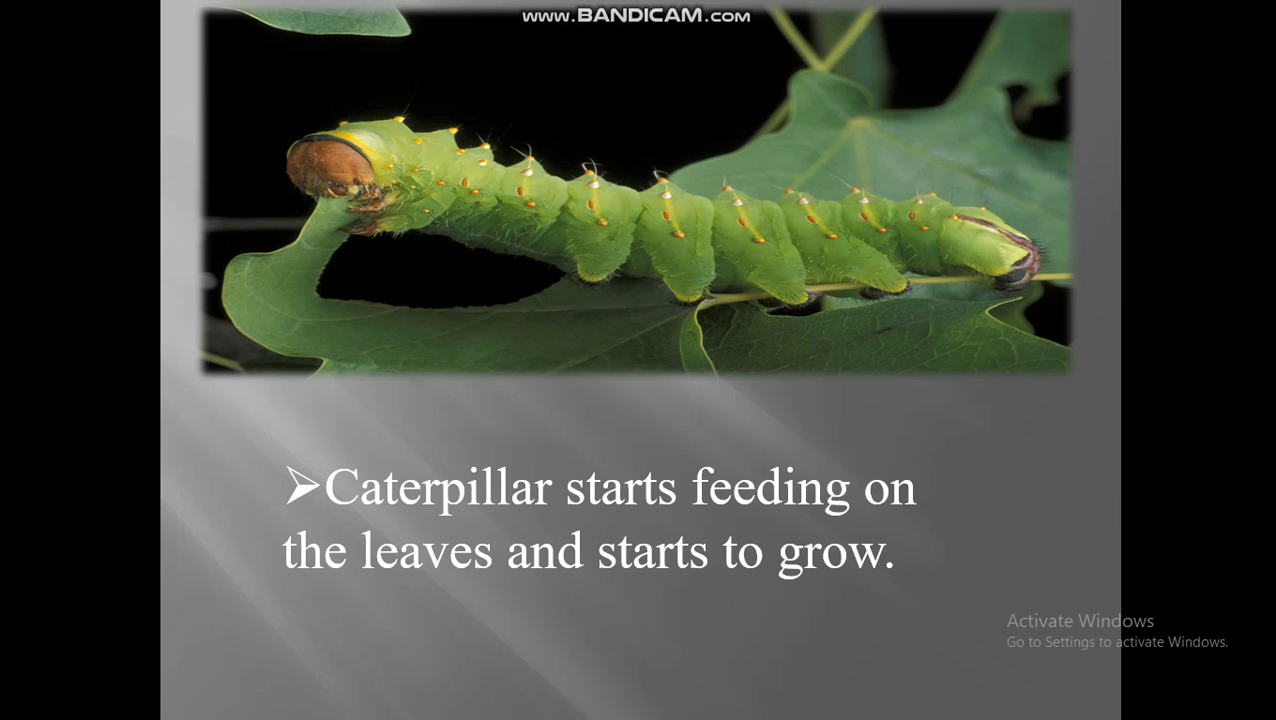 www.BANDICAM.com
➢Caterpillar starts feeding on
the leaves and starts to grow.
Activate Windows
Go to Settings to activate Windows.